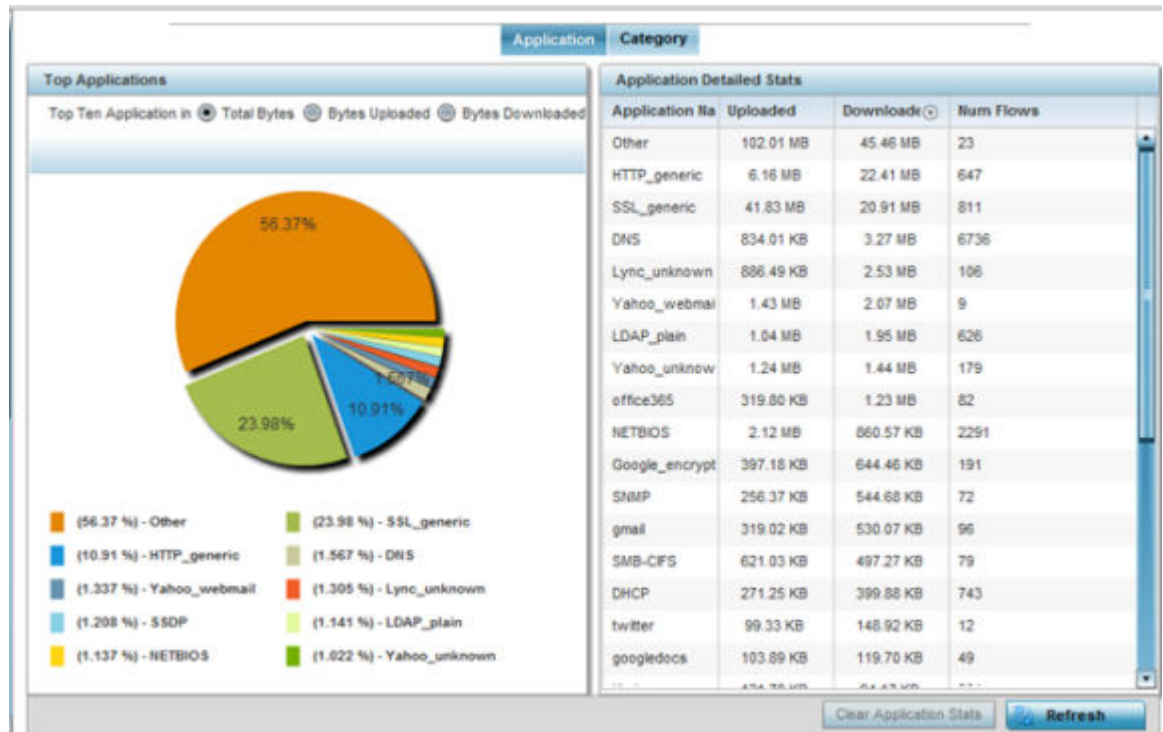 Application Category
Top Applications
Top Ten Application in Total Bytes Bytes Uploaded Bytes Downloaded
56.37%
1.567%
10.91%
23.98%
(56.37 %) - Other (23.98 %) - SSL_generic
(10.91 %) - HTTP_generic (1.567 %) - DNS
(1.337 %) - Yahoo_webmail (1.305 %) - Lync_unknown
(1.208 %) - SSDP (1.141 %) - LDAP_plain
(1.137 %) - NETBIOS (1.022 %) - Yahoo_unknown
Application Detailed Stats
Application Na Uploaded Downloade Num Flows
Other 102.01 MB 45.46 MB 23
HTTP_generic 6.16 MB 22.41 MB 647
SSL_generic 41.83 MB 20.91 MB 811
DNS 834.01 KB 3.27 MB 6736
Lync_unknown 886.49 KB 2.53 MB 106
Yahoo_webmai 1.43 MB 2.07 MB 9
LDAP_plain 1.04 MB 1.95 MB 626
Yahoo_unknow 1.24 MB 1.44 MB 179
office365 319.80 KB 1.23 MB 82
NETBIOS 2.12 MB 860.57 KB 2291
Google_encrypt 397.18 KB 644.46 KB 191
SNMP 256.37 KB 544.68 KB 72
gmail 319.02 KB 530.07 KB 96
SMB-CIFS 621.03 KB 497.27 KB 79
DHCP 271.25 KB 399.88 KB 743
twitter 99.33 KB 148.92 KB 12
googledocs 103.89 KB 119.70 KB 49
Clear Application Stats Refresh